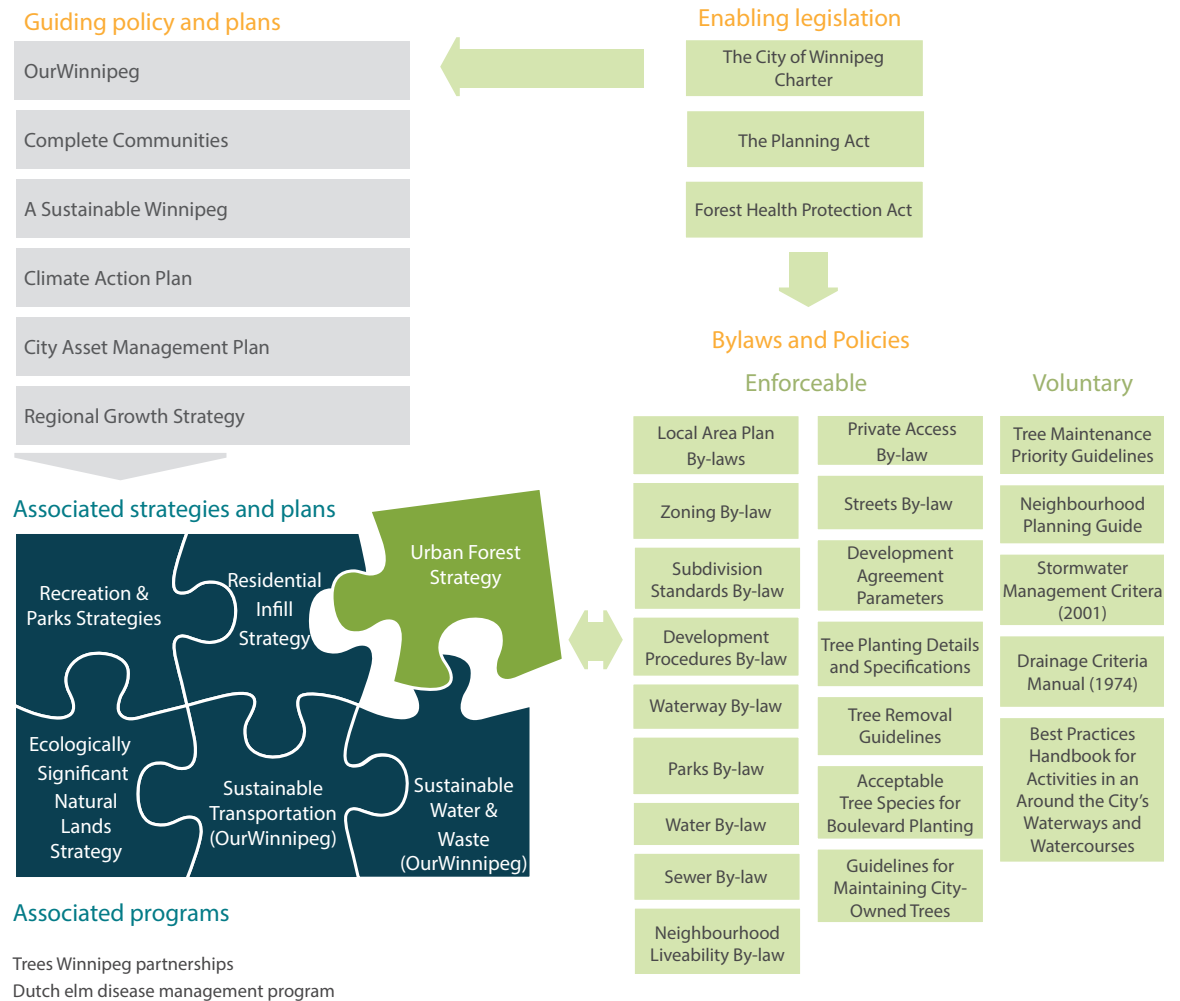 Guiding policy and plans
OurWinnipeg
Complete Communities
A Sustainable Winnipeg
Climate Action Plan
City Asset Management Plan
Regional Growth Strategy
Enabling legislation
The City of Winnipeg
Charter
The Planning Act
Forest Health Protection Act
Bylaws and Policies
Enforceable
Local Area Plan
By-laws
Zoning By-law
Subdivision
Standards By-law
Development
Procedures By-law
Waterway By-law
Parks By-law
Water By-law
Sewer By-law
Neighbourhood
Liveability By-law
Private Access
By-law
Streets By-law
Development
Agreement
Parameters
Tree Planting Details
and Specifications
Tree Removal
Guidelines
Acceptable
Tree Species for
Boulevard Planting
Guidelines for
Maintaining City-
Owned Trees
Voluntary
Tree Maintenance
Priority Guidelines
Neighbourhood
Planning Guide
Stormwater
Management Critera
(2001)
Drainage Criteria
Manual (1974)
Best Practices
Handbook for
Activities in an
Around the City's
Waterways and
Watercourses
Associated strategies and plans
Recreation &
Parks Strategies
Residential
Infill
Strategy
Urban Forest
Strategy
Ecologically
Significant
Natural
Lands
Strategy
Sustainable
Transportation
(OurWinnipeg)
Sustainable
Water &
Waste
(OurWinnipeg)
Associated programs
Trees Winnipeg partnerships
Dutch elm disease management program